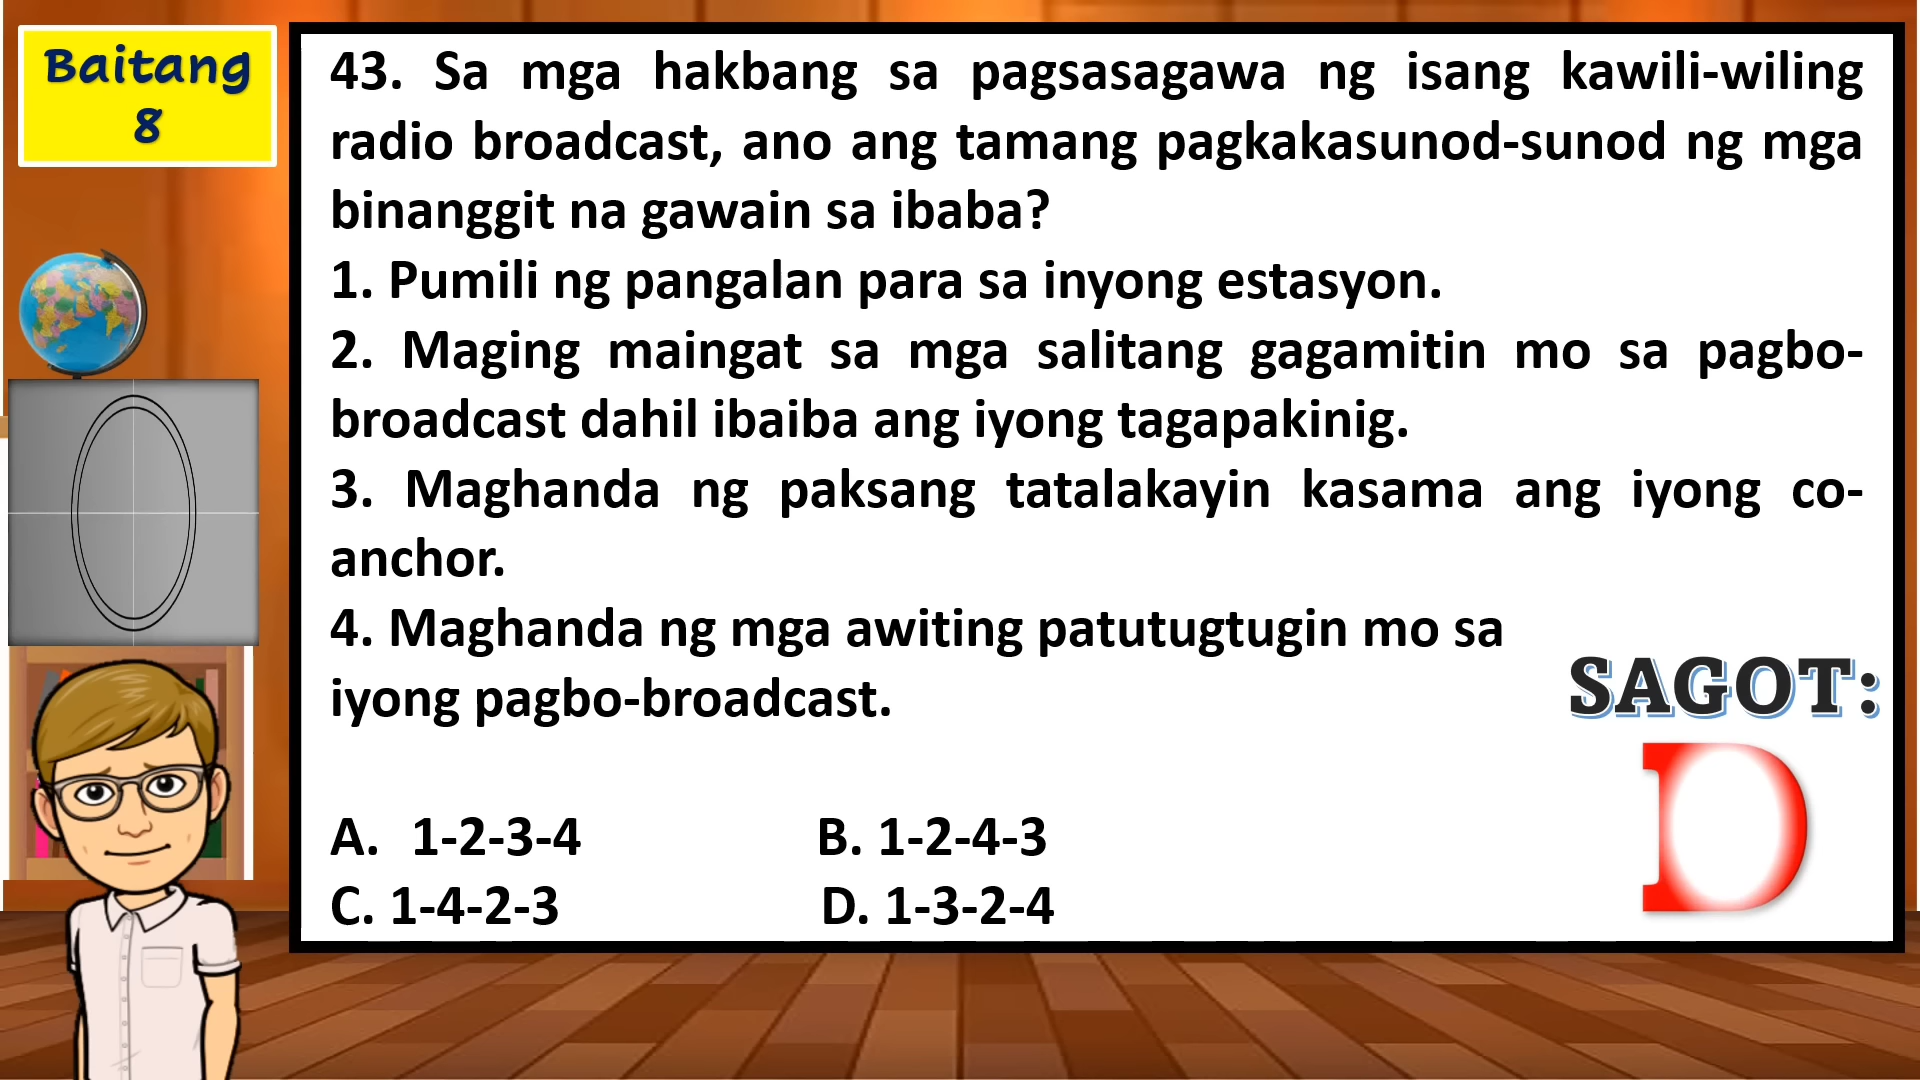 Baitang
8
43. Sa mga hakbang sa pagsasagawa ng isang kawili-wiling
radio broadcast, ano ang tamang pagkakasunod-sunod ng mga
binanggit na gawain sa ibaba?
1. Pumili ng pangalan para sa inyong estasyon.
2. Maging maingat sa mga salitang gagamitin mo sa pagbo-
broadcast dahil ibaiba ang iyong tagapakinig.
3. Maghanda ng paksang tatalakayin kasama ang iyong co-
anchor.
4. Maghanda ng mga awiting patutugtugin mo sa
iyong pagbo-broadcast.
A. 1-2-3-4 B. 1-2-4-3
C. 1-4-2-3 D. 1-3-2-4
SAGOT:
D